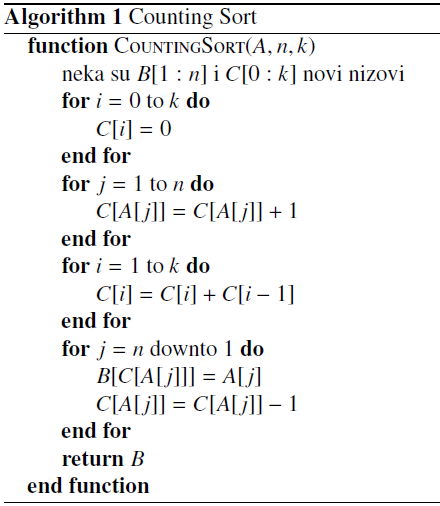 Algorithm 1 Counting Sort
function CountingSort(A, n, k)
neka su B[1 : n] i C[0 : k] novi nizovi
for i = 0 to k do
C[i] = 0
end for
for j = 1 to n do
C[A[j]] = C[A[j]] + 1
end for
for i = 1 to k do
C[i] = C[i] + C[i − 1]
end for
for j = n downto 1 do
B[C[A[j]]] = A[j]
C[A[j]] = C[A[j]] − 1
end for
return B
end function